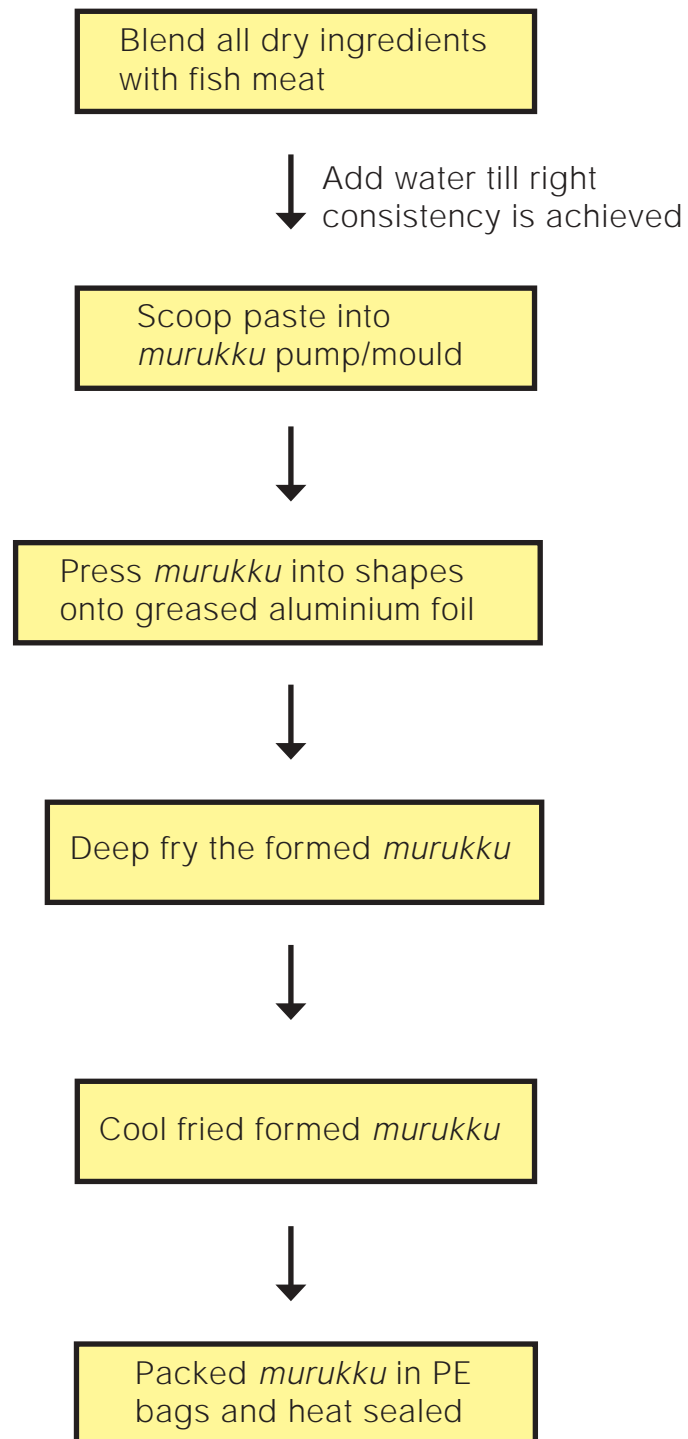 Blend all dry ingredients
with fish meat
Add water till right
consistency is achieved
Scoop paste into
murukku pump/mould
Press murukku into shapes
onto greased aluminium foil
Deep fry the formed murukku
Cool fried formed murukku
Packed murukku in PE
bags and heat sealed